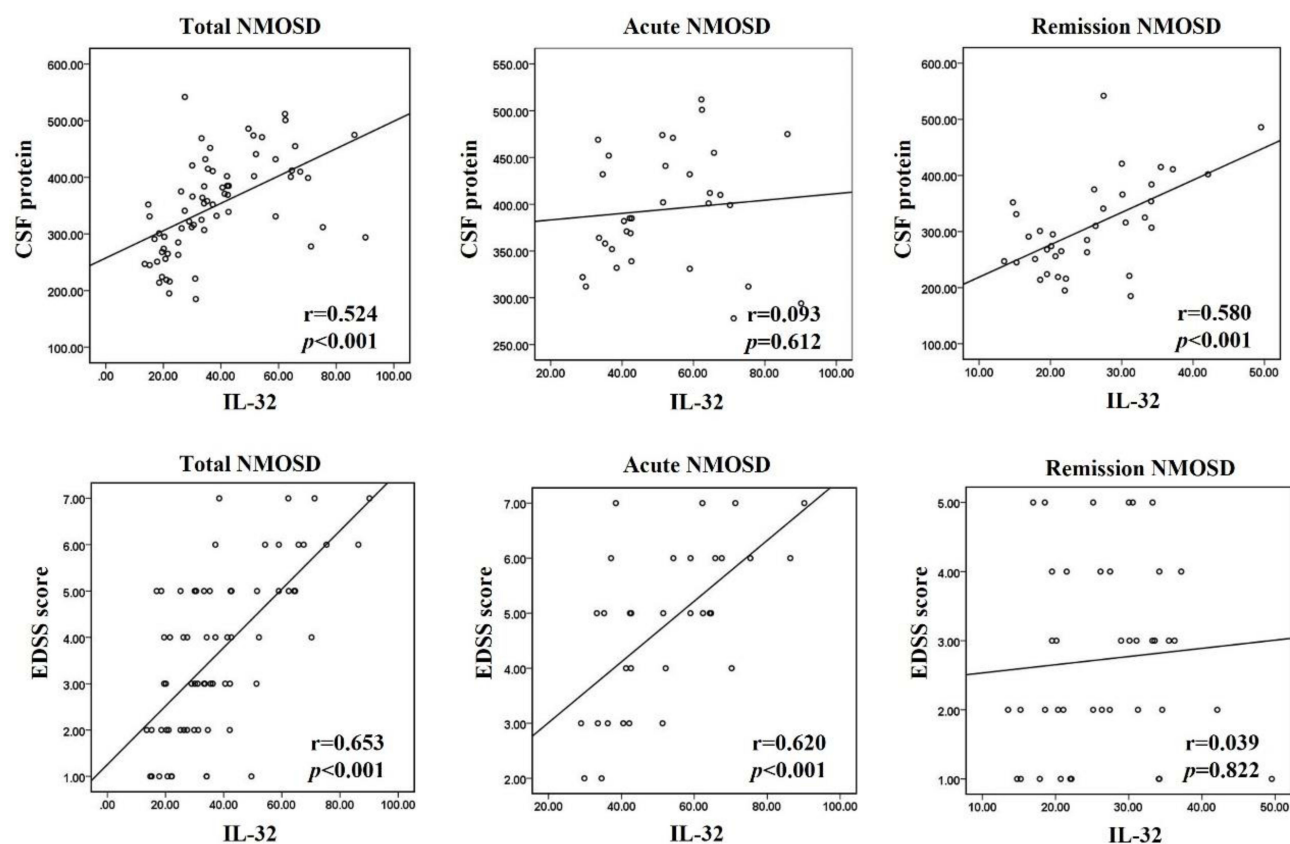 Total NMOSD
600.00
500.00
400.00
300.00
200.00
100.00
CSF protein
r=0.524
p<0.001
.00 20.00 40.00 60.00 80.00 100.00
IL-32
Acute NMOSD
550.00
500.00
450.00
400.00
350.00
300.00
250.00
CSF protein
r=0.093
p=0.612
20.00 40.00 60.00 80.00 100.00
IL-32
Remission NMOSD
600.00
500.00
400.00
300.00
200.00
100.00
CSF protein
r=0.580
p<0.001
10.00 20.00 30.00 40.00 50.00
IL-32
Total NMOSD
7.00
6.00
5.00
4.00
3.00
2.00
1.00
EDSS score
r=0.653
p<0.001
.00 20.00 40.00 60.00 80.00 100.00
IL-32
Acute NMOSD
7.00
6.00
5.00
4.00
3.00
2.00
EDSS score
r=0.620
p<0.001
20.00 40.00 60.00 80.00 100.00
IL-32
Remission NMOSD
5.00
4.00
3.00
2.00
1.00
EDSS score
r=0.039
p=0.822
10.00 20.00 30.00 40.00 50.00
IL-32